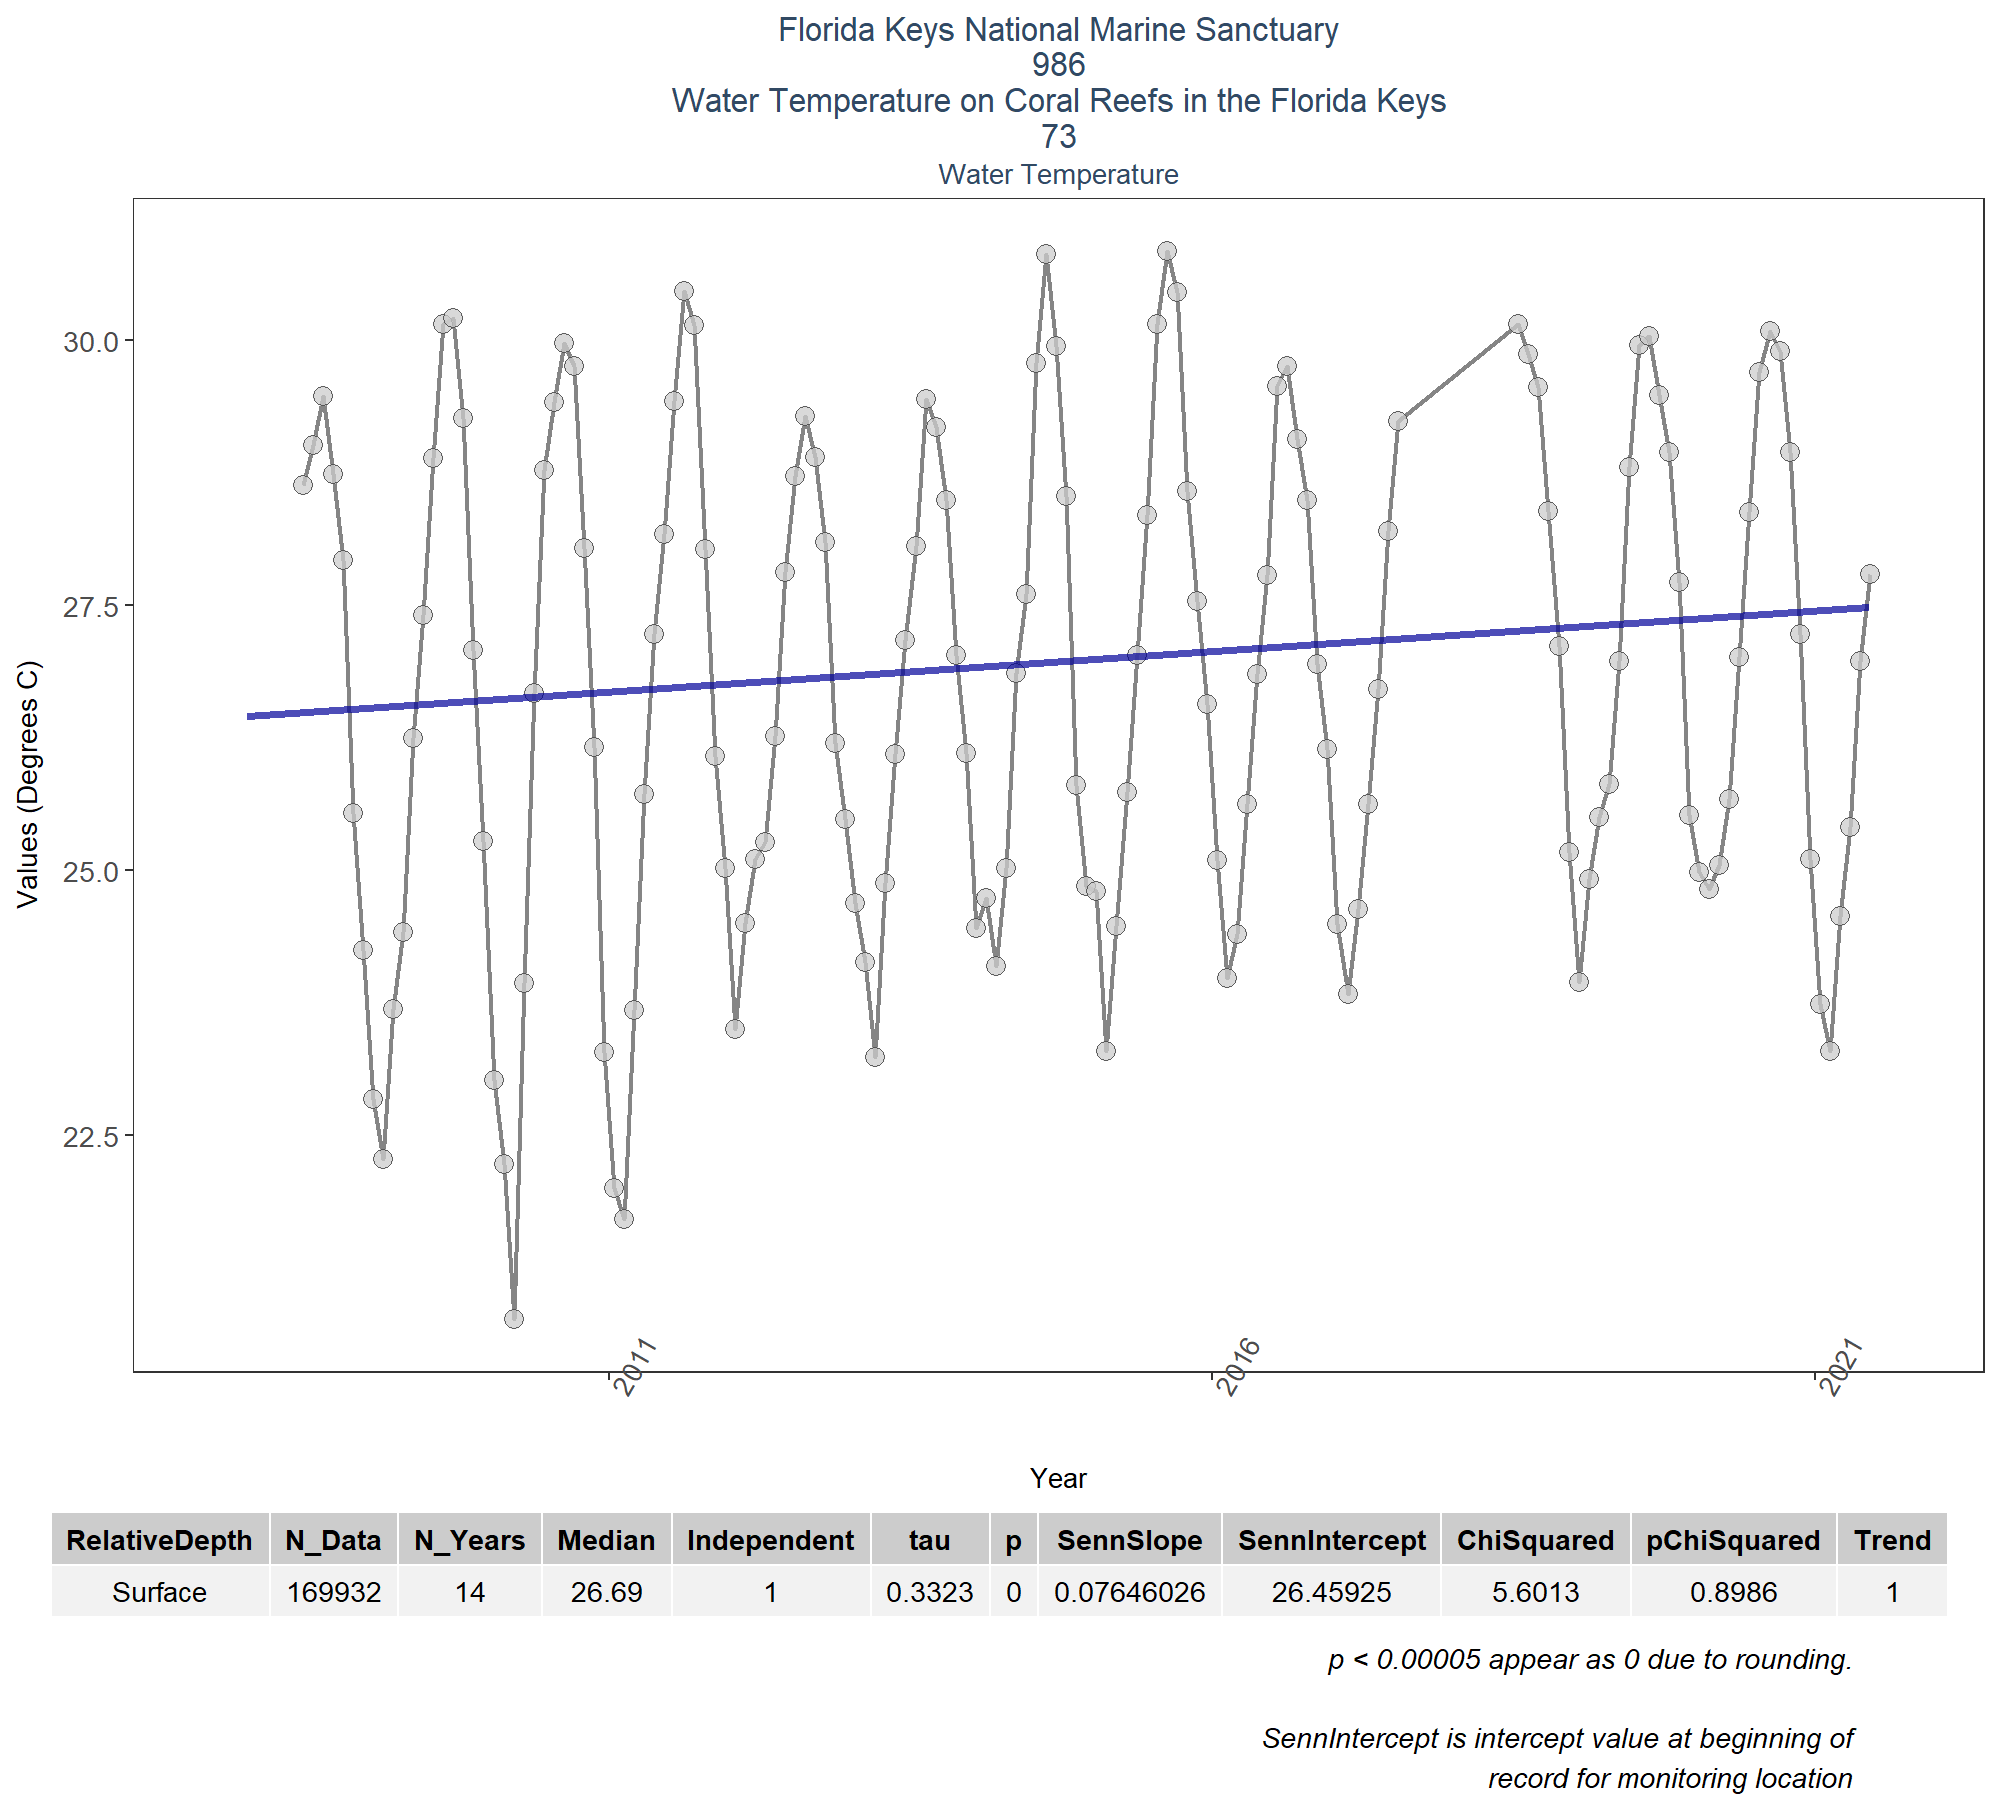 Florida Keys National Marine Sanctuary
986
Water Temperature on Coral Reefs in the Florida Keys
73
Water Temperature
30.0
27.5
25.0
22.5
Values (Degrees C)
2011
2016
2021
Year
RelativeDepth N_Data N_Years Median Independent tau p SennSlope SennIntercept ChiSquared pChiSquared Trend
Surface 169932 14 26.69 1 0.3323 0 0.07646026 26.45925 5.6013 0.8986 1
p < 0.00005 appear as 0 due to rounding.
SennIntercept is intercept value at beginning of
record for monitoring location